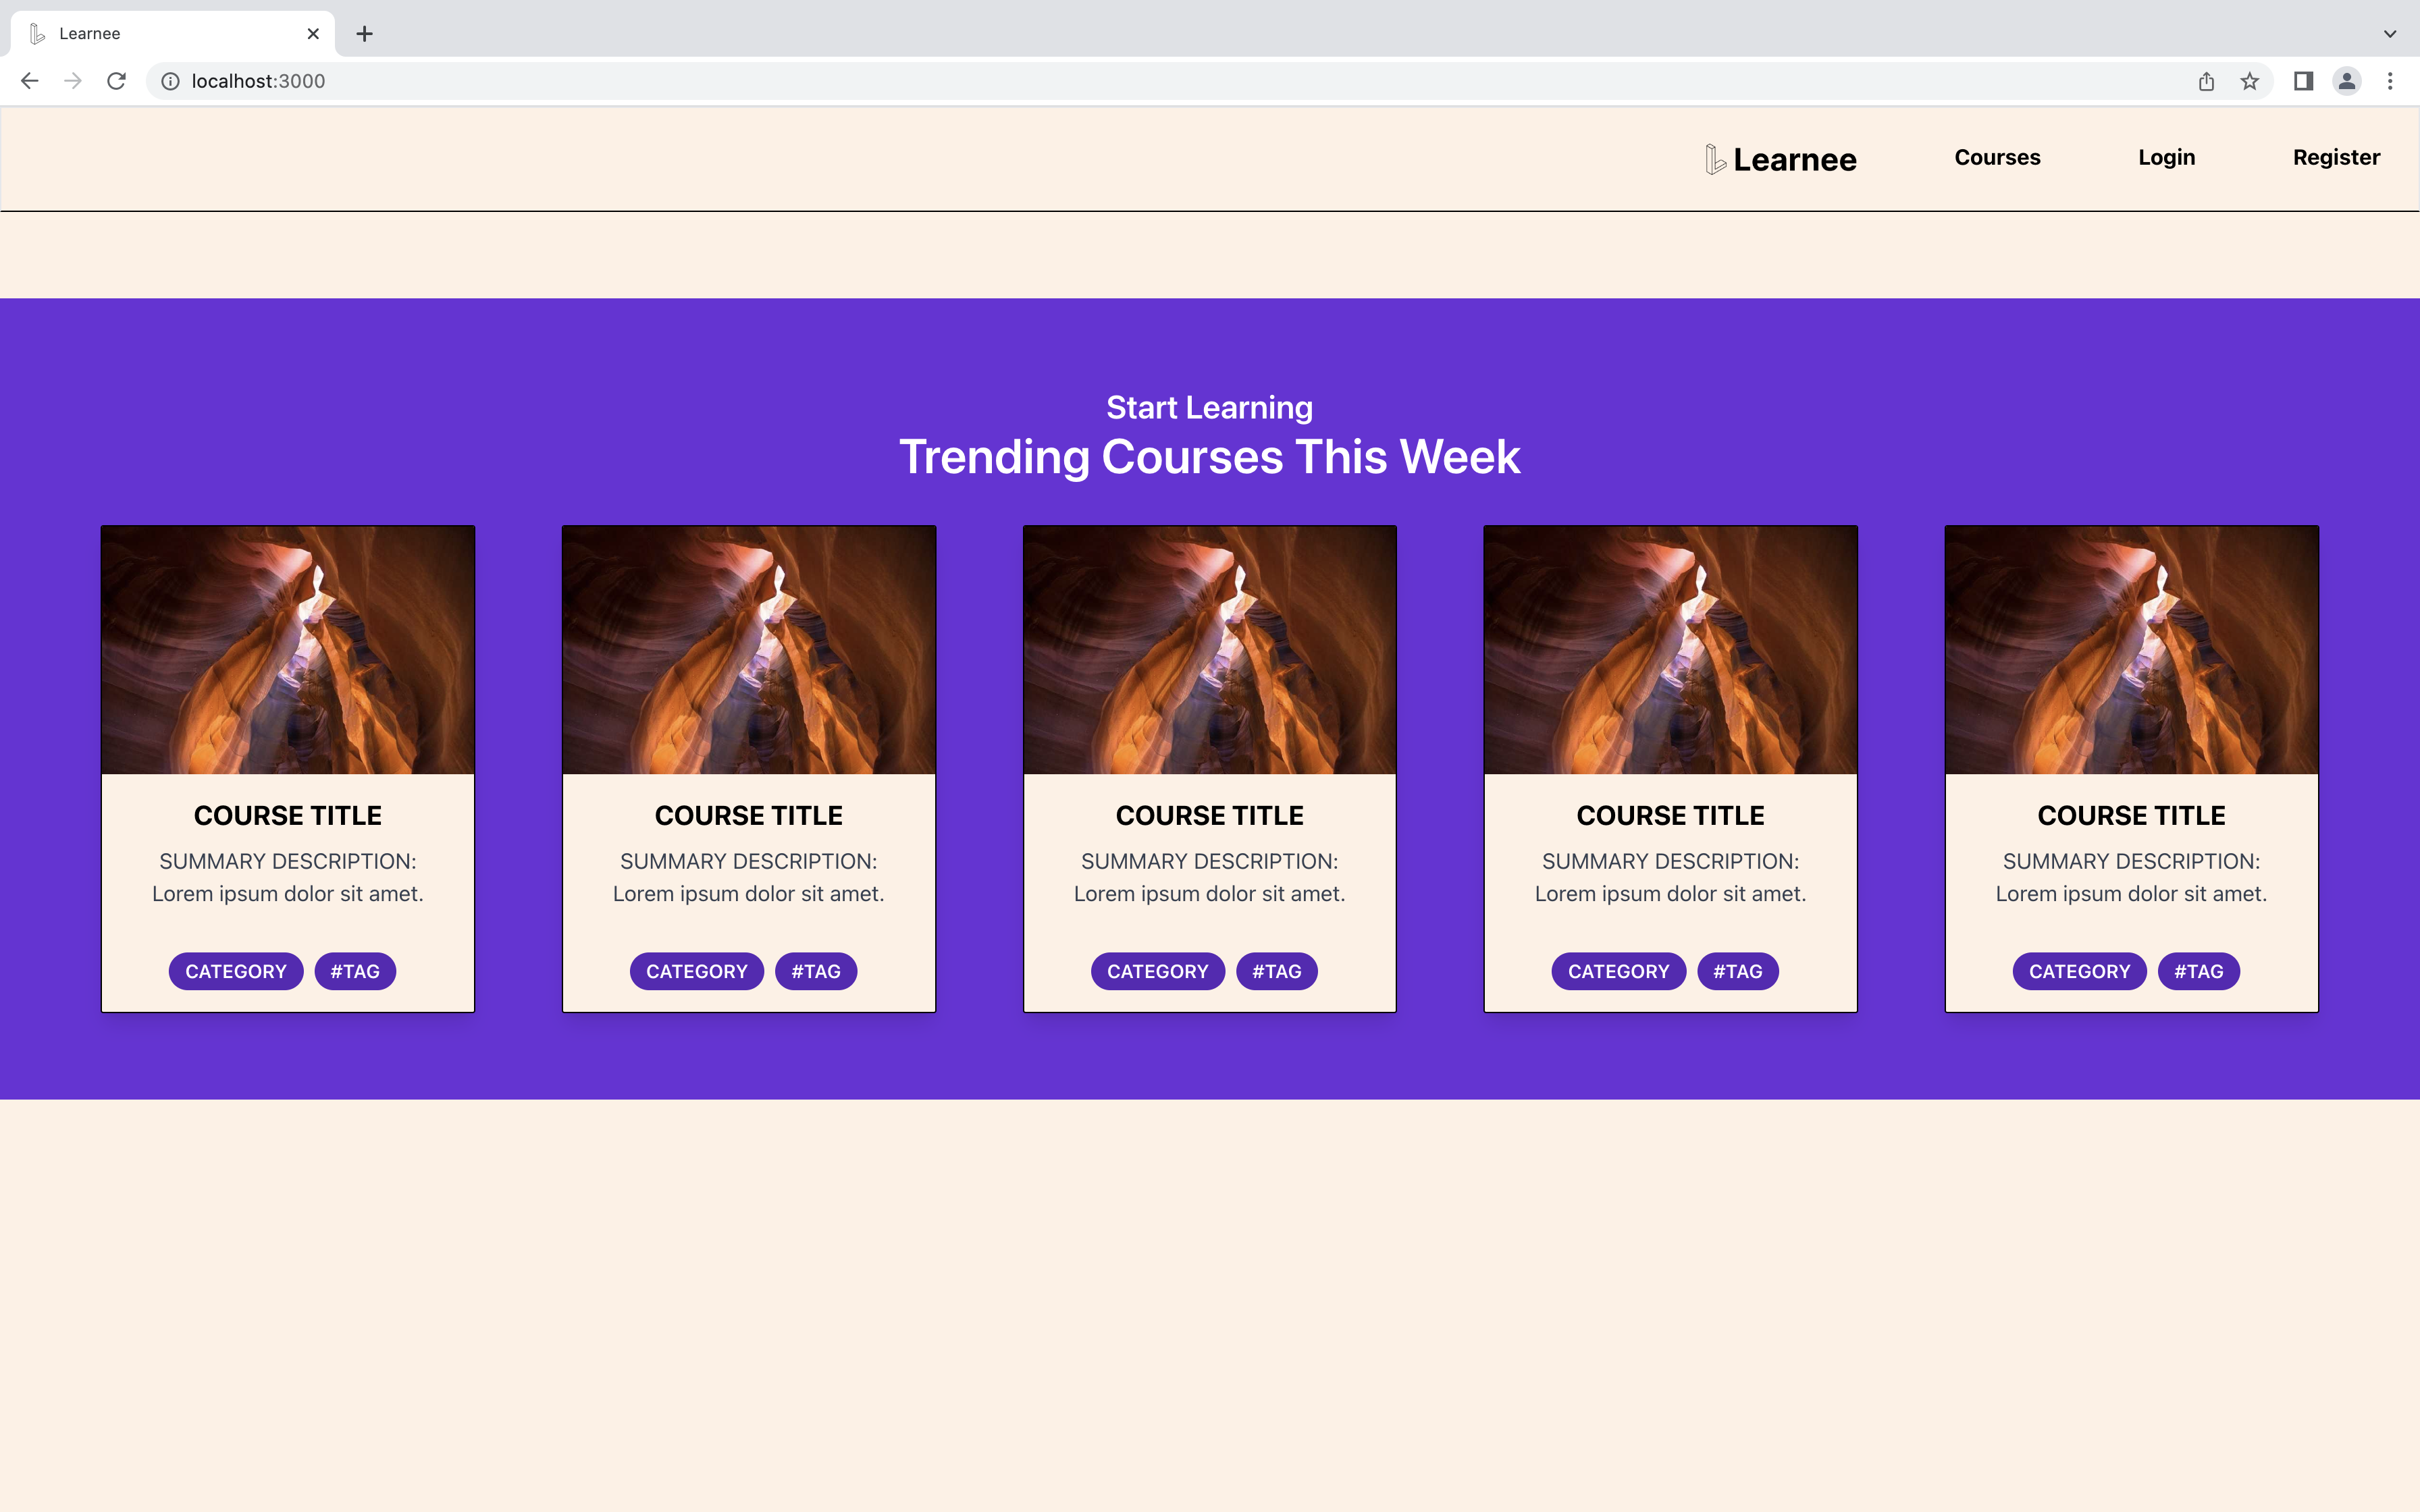 Learnee
localhost:3000
Learnee Courses Login Register
Start Learning
Trending Courses This Week
COURSE TITLE
SUMMARY DESCRIPTION:
Lorem ipsum dolor sit amet.
CATEGORY #TAG
COURSE TITLE
SUMMARY DESCRIPTION:
Lorem ipsum dolor sit amet.
CATEGORY #TAG
COURSE TITLE
SUMMARY DESCRIPTION:
Lorem ipsum dolor sit amet.
CATEGORY #TAG
COURSE TITLE
SUMMARY DESCRIPTION:
Lorem ipsum dolor sit amet.
CATEGORY #TAG
COURSE TITLE
SUMMARY DESCRIPTION:
Lorem ipsum dolor sit amet.
CATEGORY #TAG